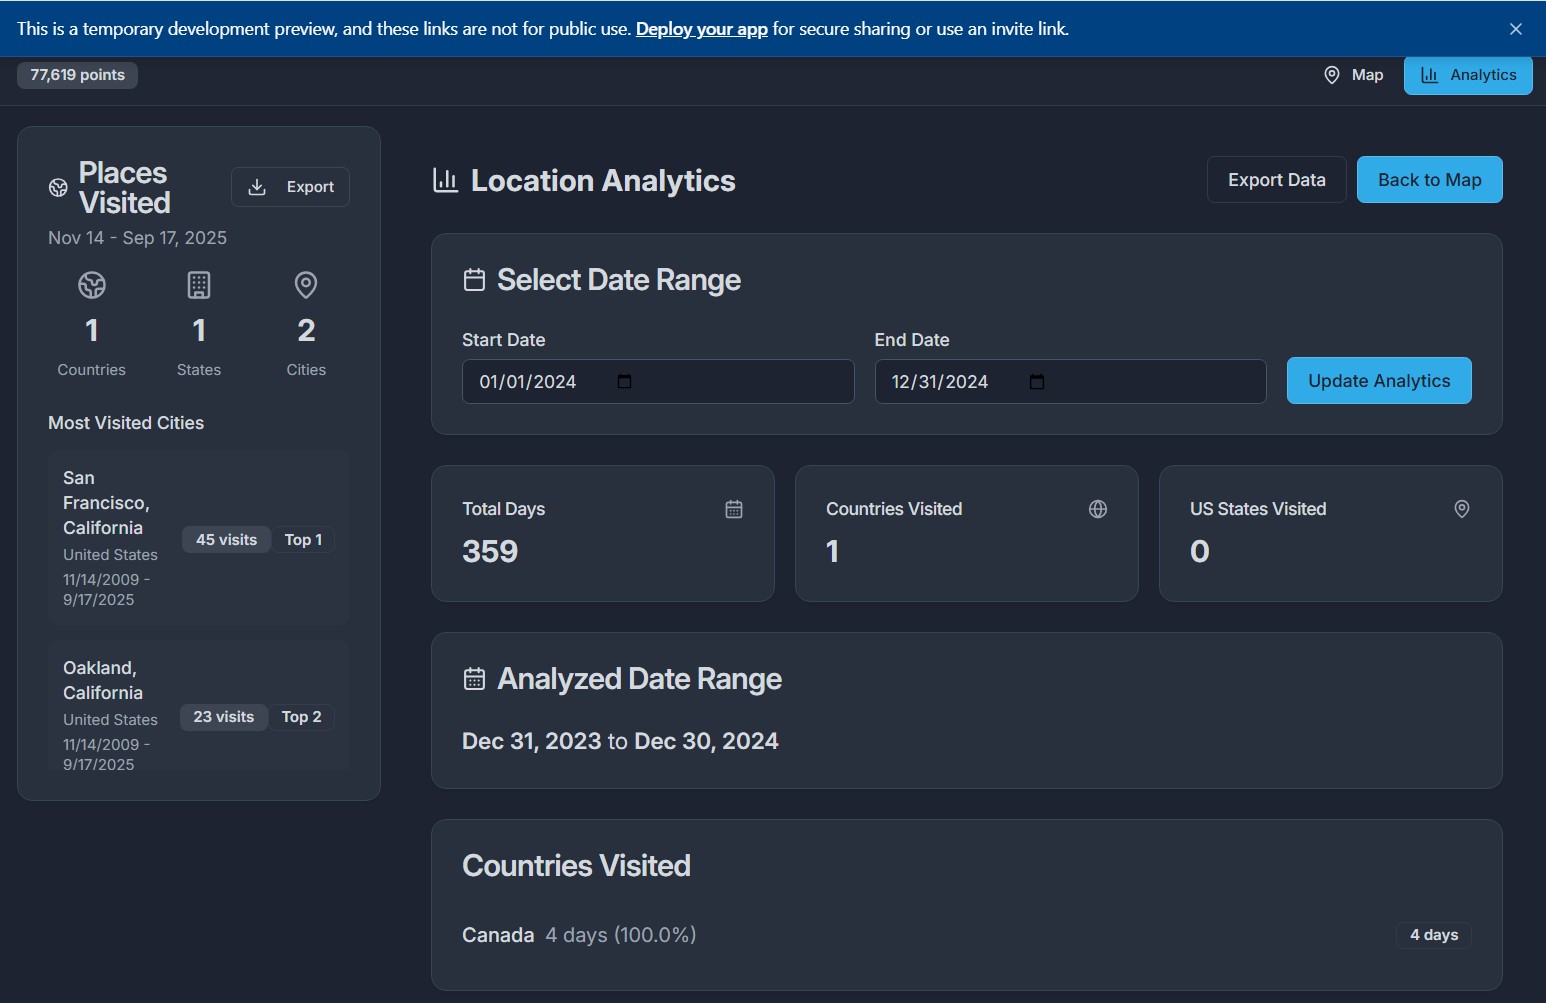 This is a temporary development preview, and these links are not for public use. Deploy your app for secure sharing or use an invite link.
77,619 points
Map
Analytics
Places
Visited
Export
Nov 14 - Sep 17, 2025
1
1
2
Countries
States
Cities
Most Visited Cities
San
Francisco,
California
United States
11/14/2009 -
9/17/2025
45 visits
Top 1
Oakland,
California
United States
11/14/2009 -
9/17/2025
23 visits
Top 2
Location Analytics
Export Data
Back to Map
Select Date Range
Start Date
End Date
01/01/2024
12/31/2024
Update Analytics
Total Days
359
Countries Visited
1
US States Visited
0
Analyzed Date Range
Dec 31, 2023 to Dec 30, 2024
Countries Visited
Canada 4 days (100.0%)
4 days